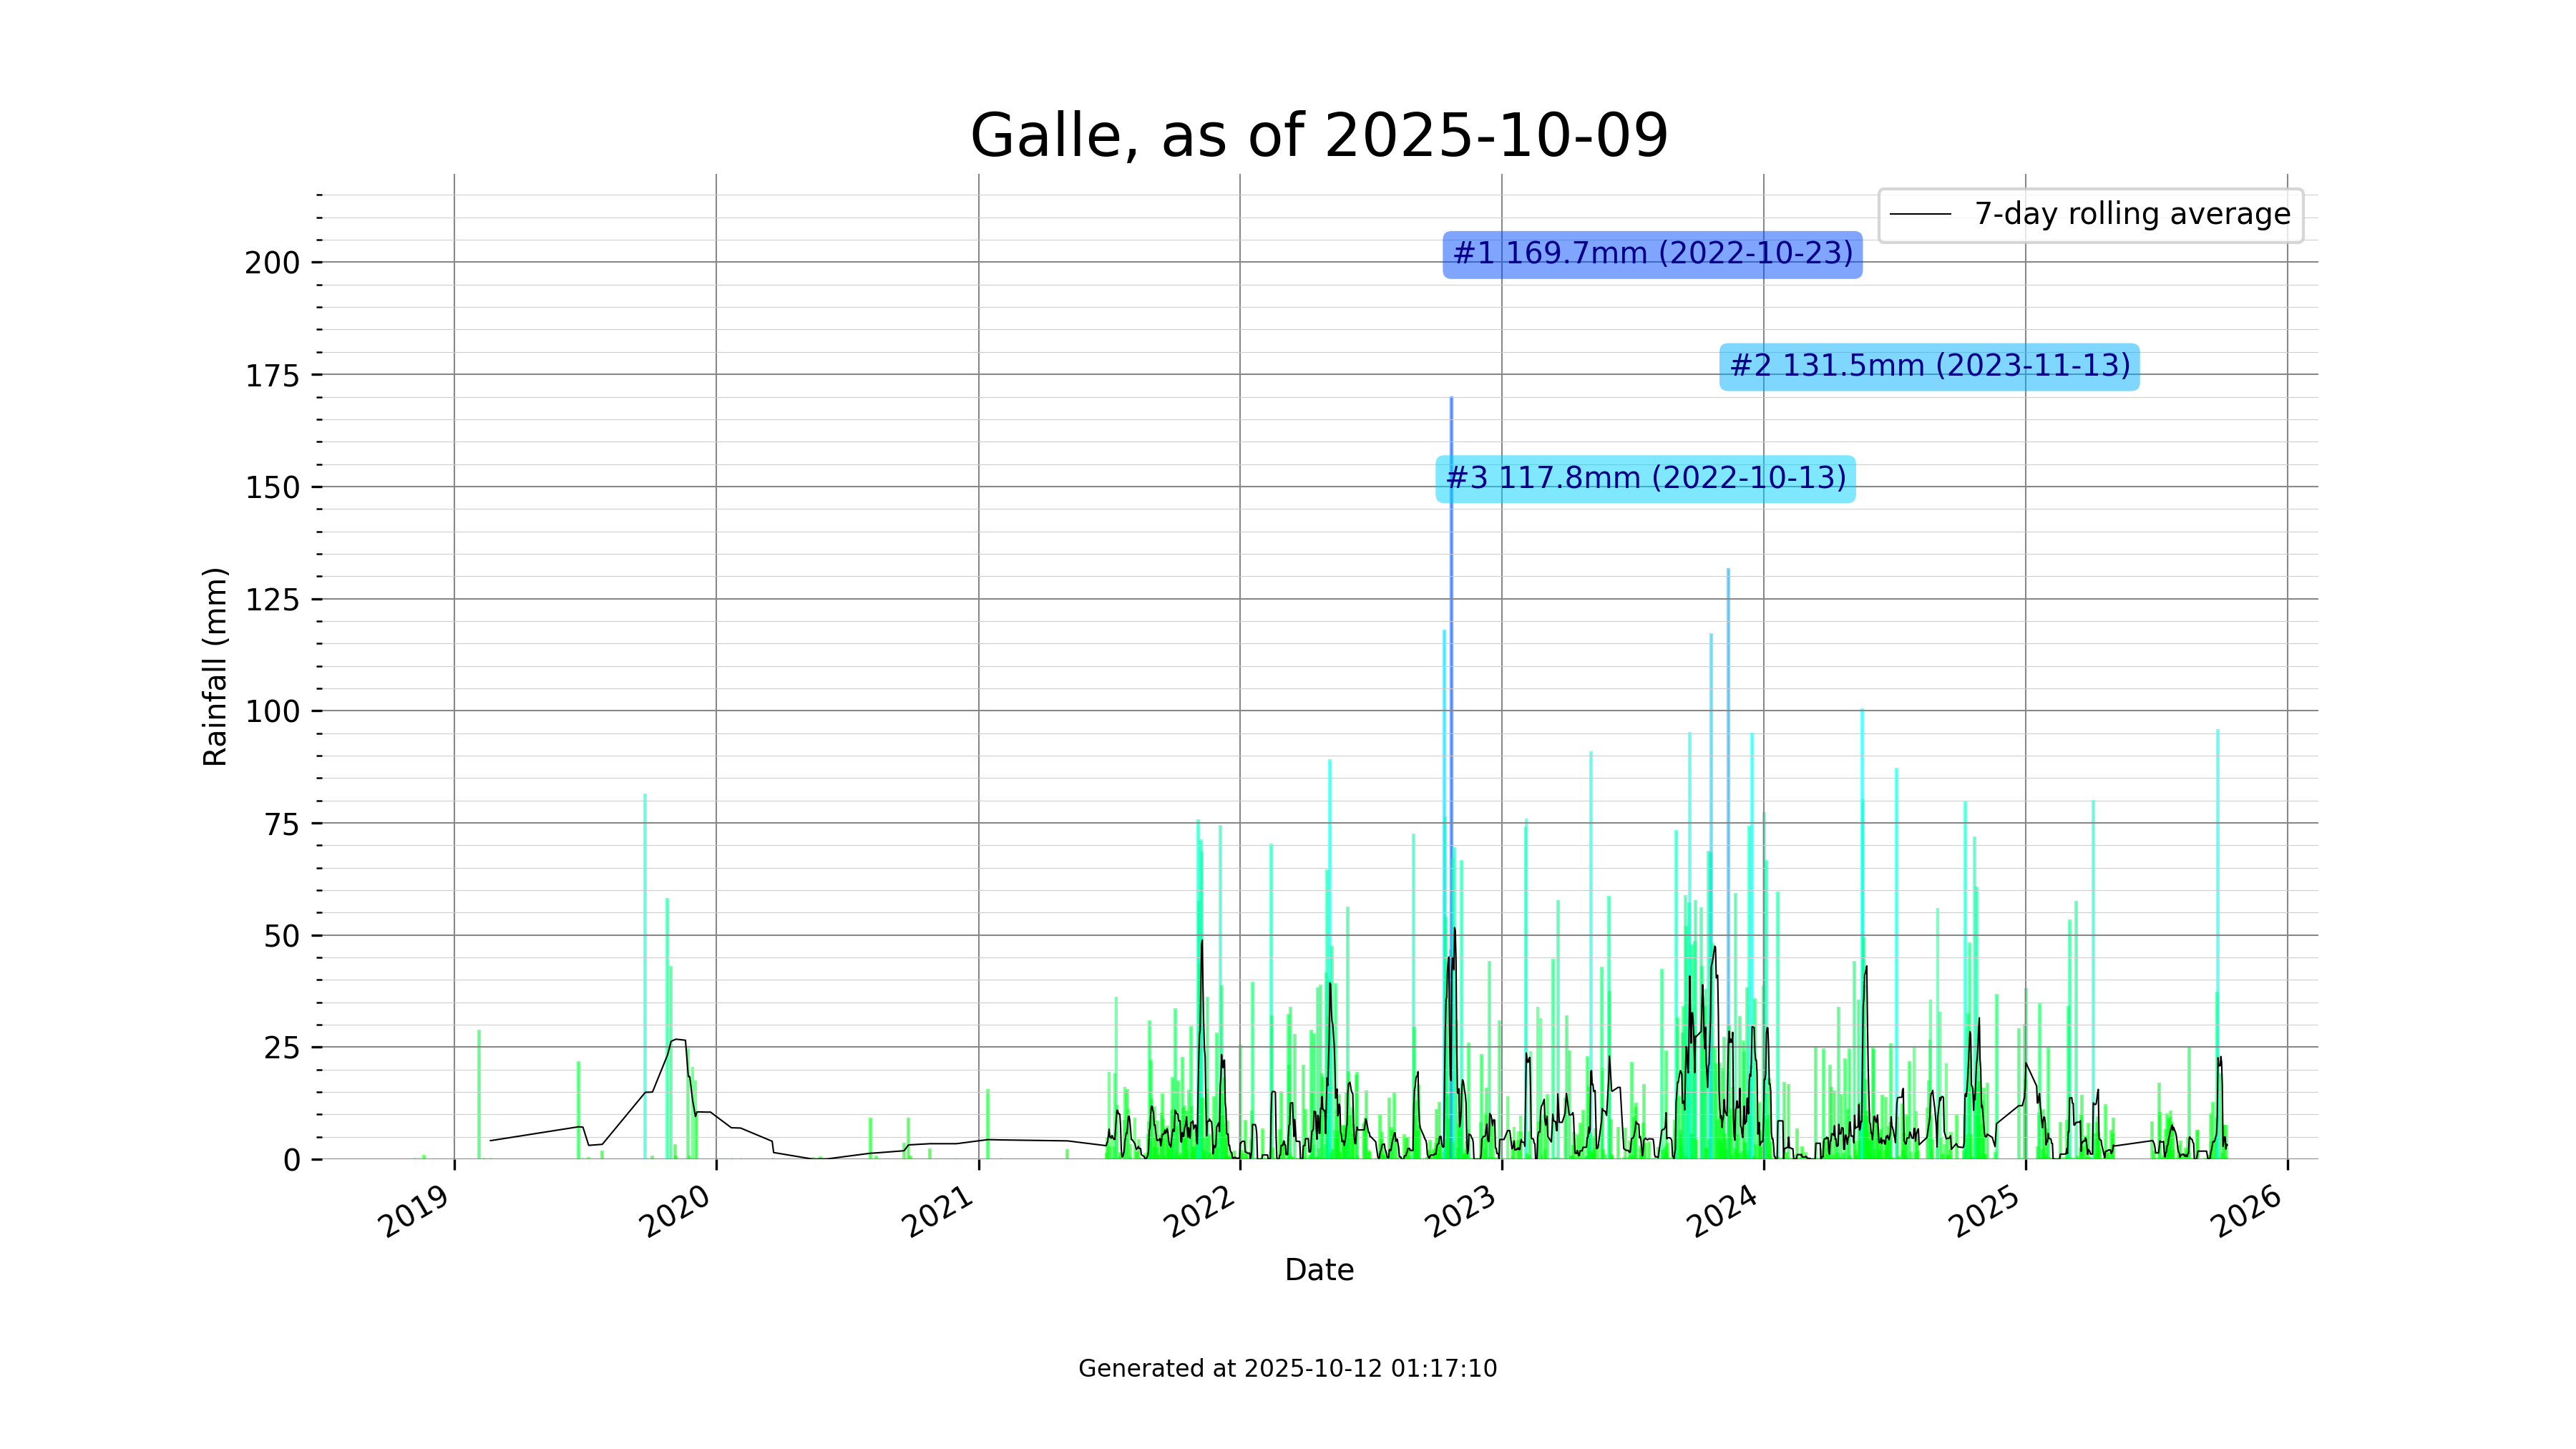 Galle, as of 2025-10-09
7-day rolling average
#1 169.7mm (2022-10-23)
#2 131.5mm (2023-11-13)
#3 117.8mm (2022-10-13)
Rainfall (mm)
200
175
150
125
100
75
50
25
0
2019
2020
2021
2022
2023
2024
2025
2026
Date
Generated at 2025-10-12 01:17:10